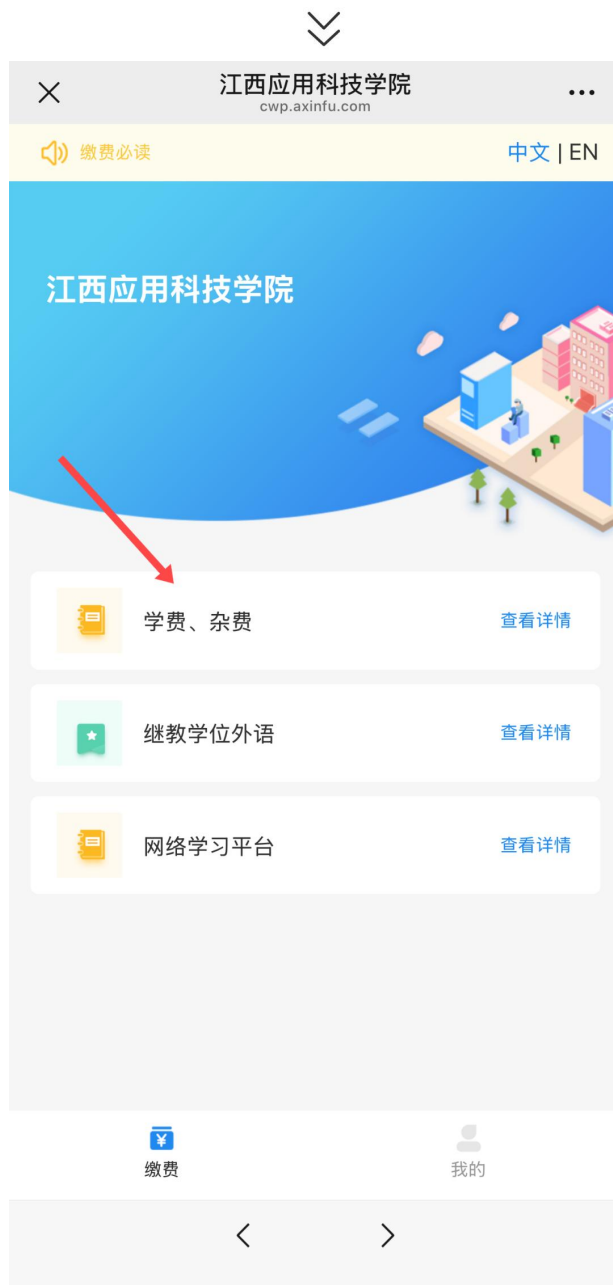 江西应用科技学院
cwp.axinfu.com
缴费必读
中文 | EN
江西应用科技学院
学费、杂费 查看详情
继教学位外语 查看详情
网络学习平台 查看详情
缴费
我的